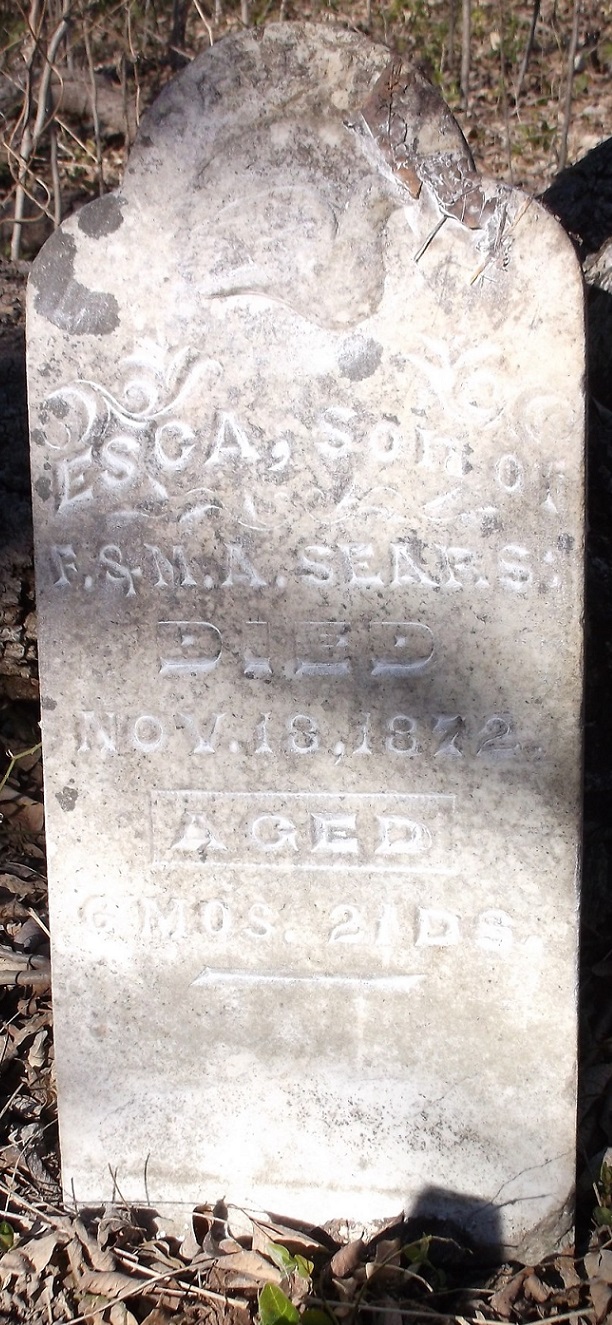 ESCA, SON OF
F. & M. A. SEARS:
DIED
NOV. 18, 1872.
AGED
6 MOS. 21 DS.